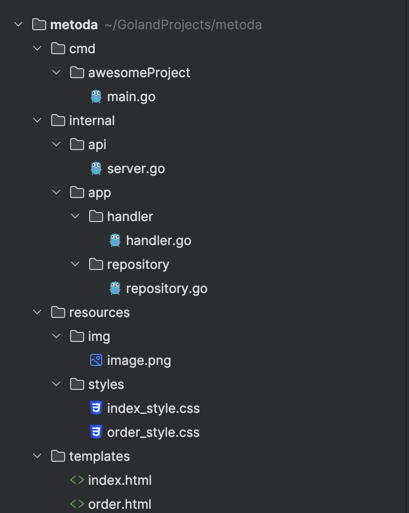 metoda ~/GolandProjects/metoda
cmd
awesomeProject
main.go
internal
api
server.go
app
handler
handler.go
repository
repository.go
resources
img
image.png
styles
index_style.css
order_style.css
templates
index.html
order.html